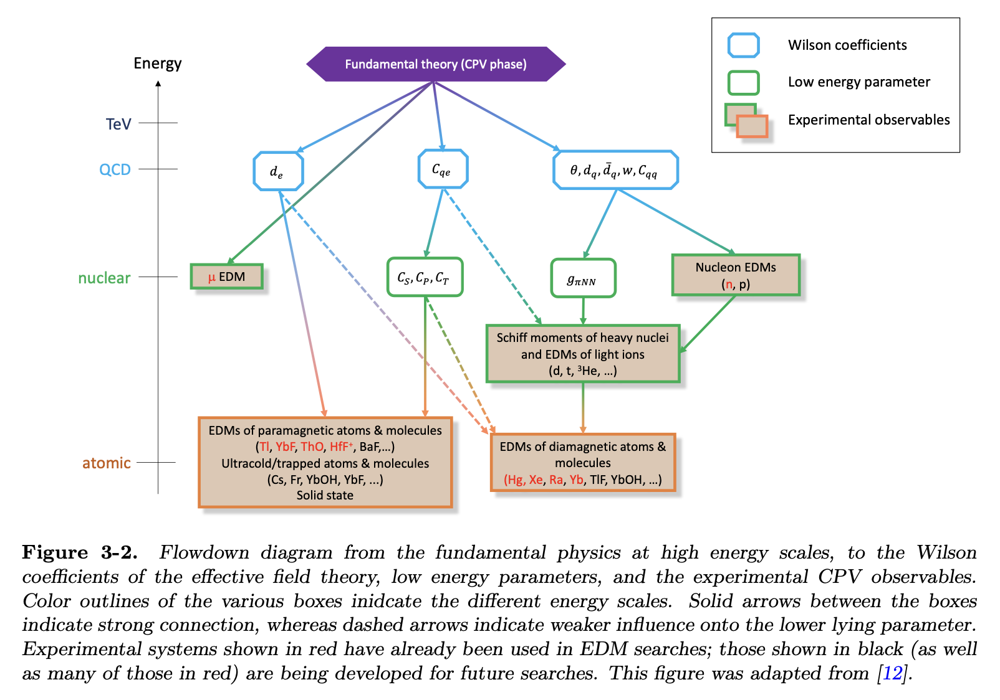 Wilson coefficients
Low energy parameter
Experimental observables
Energy
TeV
QCD
nuclear
atomic
Fundamental theory (CPV phase)
dₑ
C_qe
θ, d_q, d̄_q, w, C_qq
μ EDM
C_S, C_P, C_T
g_πNN
Nucleon EDMs
(n, p)
Schiff moments of heavy nuclei
and EDMs of light ions
(d, t, ³He, …)
EDMs of paramagnetic atoms & molecules
(Tl, YbF, ThO, HfF⁺, BaF,…)
Ultracold/trapped atoms & molecules
(Cs, Fr, YbOH, YbF, …)
Solid state
EDMs of diamagnetic atoms &
molecules
(Hg, Xe, Ra, Yb, TlF, YbOH, …)
Figure 3-2. Flowdown diagram from the fundamental physics at high energy scales, to the Wilson
coefficients of the effective field theory, low energy parameters, and the experimental CPV observables.
Color outlines of the various boxes inidcate the different energy scales. Solid arrows between the boxes
indicate strong connection, whereas dashed arrows indicate weaker influence onto the lower lying parameter.
Experimental systems shown in red have already been used in EDM searches; those shown in black (as well
as many of those in red) are being developed for future searches. This figure was adapted from [12].